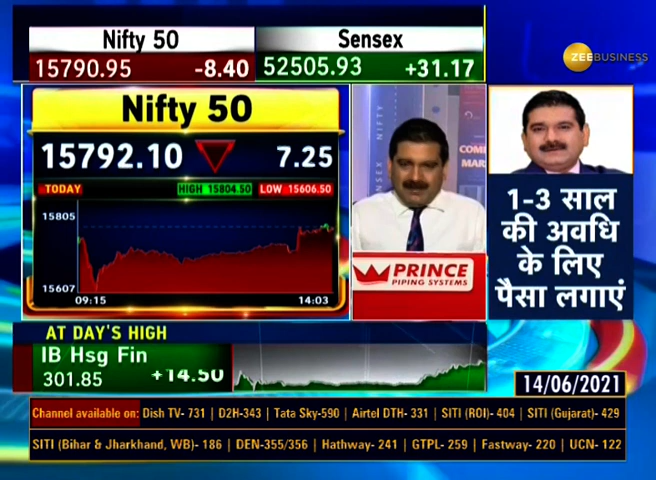 Nifty 50
15790.95 -8.40
Sensex
52505.93 +31.17
ZEE BUSINESS
Nifty 50
15792.10 7.25
TODAY HIGH 15804.50 LOW 15606.50
15805
15607
09:15 14:03
NIFTY
SENSEX
COM
MAR
PRINCE
PIPING SYSTEMS
1-3 साल
की अवधि
के लिए
पैसा लगाएं
AT DAY'S HIGH
IB Hsg Fin
301.85 +14.50
14/06/2021
Channel available on: Dish TV- 731 | D2H-343 | Tata Sky-590 | Airtel DTH- 331 | SITI (ROI)- 404 | SITI (Gujarat)- 429
SITI (Bihar & Jharkhand, WB)- 186 | DEN-355/356 | Hathway- 241 | GTPL- 259 | Fastway- 220 | UCN- 122